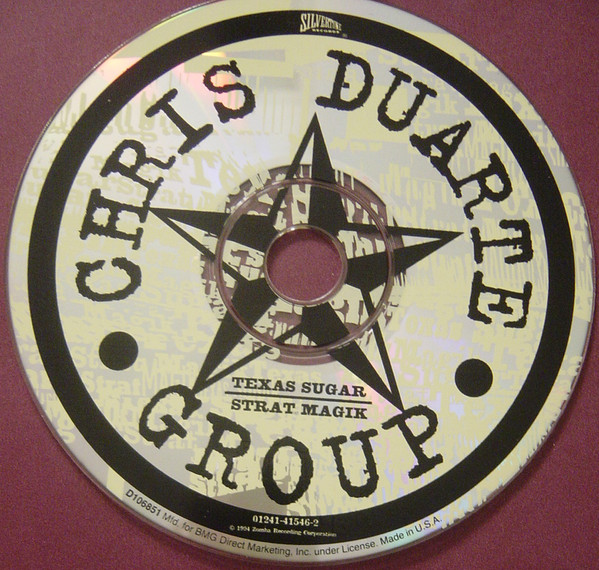 SILVERTONE
RECORDS
CHRIS DUARTE
GROUP
TEXAS SUGAR
STRAT MAGIK
01241-41546-2
© 1994 Zomba Recording Corporation
D106851 Mfd. for BMG Direct Marketing, Inc. under License. Made in U.S.A.